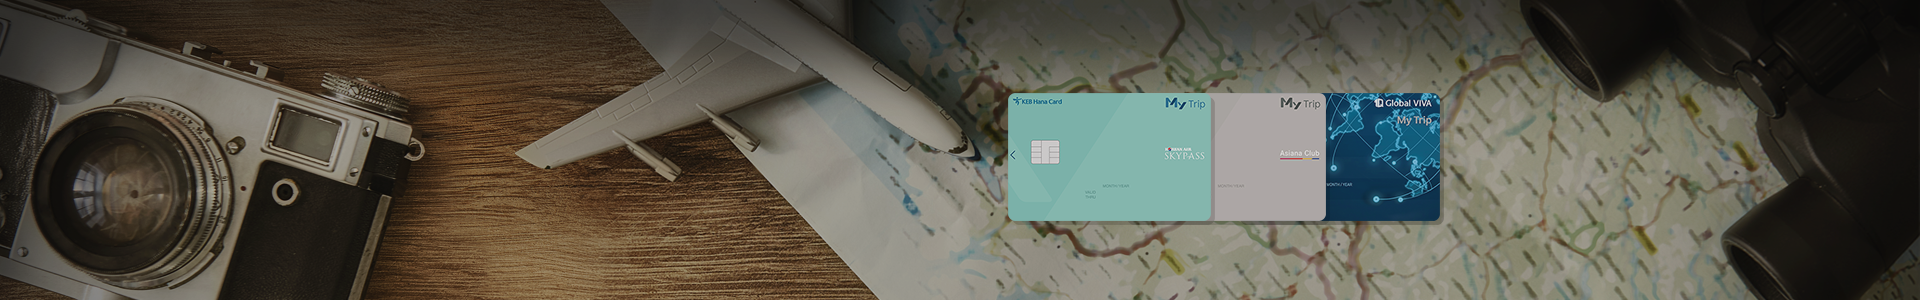 KEB Hana Card
My Trip
KOREAN AIR
SKYPASS
MONTH / YEAR
VALID
THRU
My Trip
Asiana Club
MONTH / YEAR
Global VIVA
My Trip
MONTH / YEAR